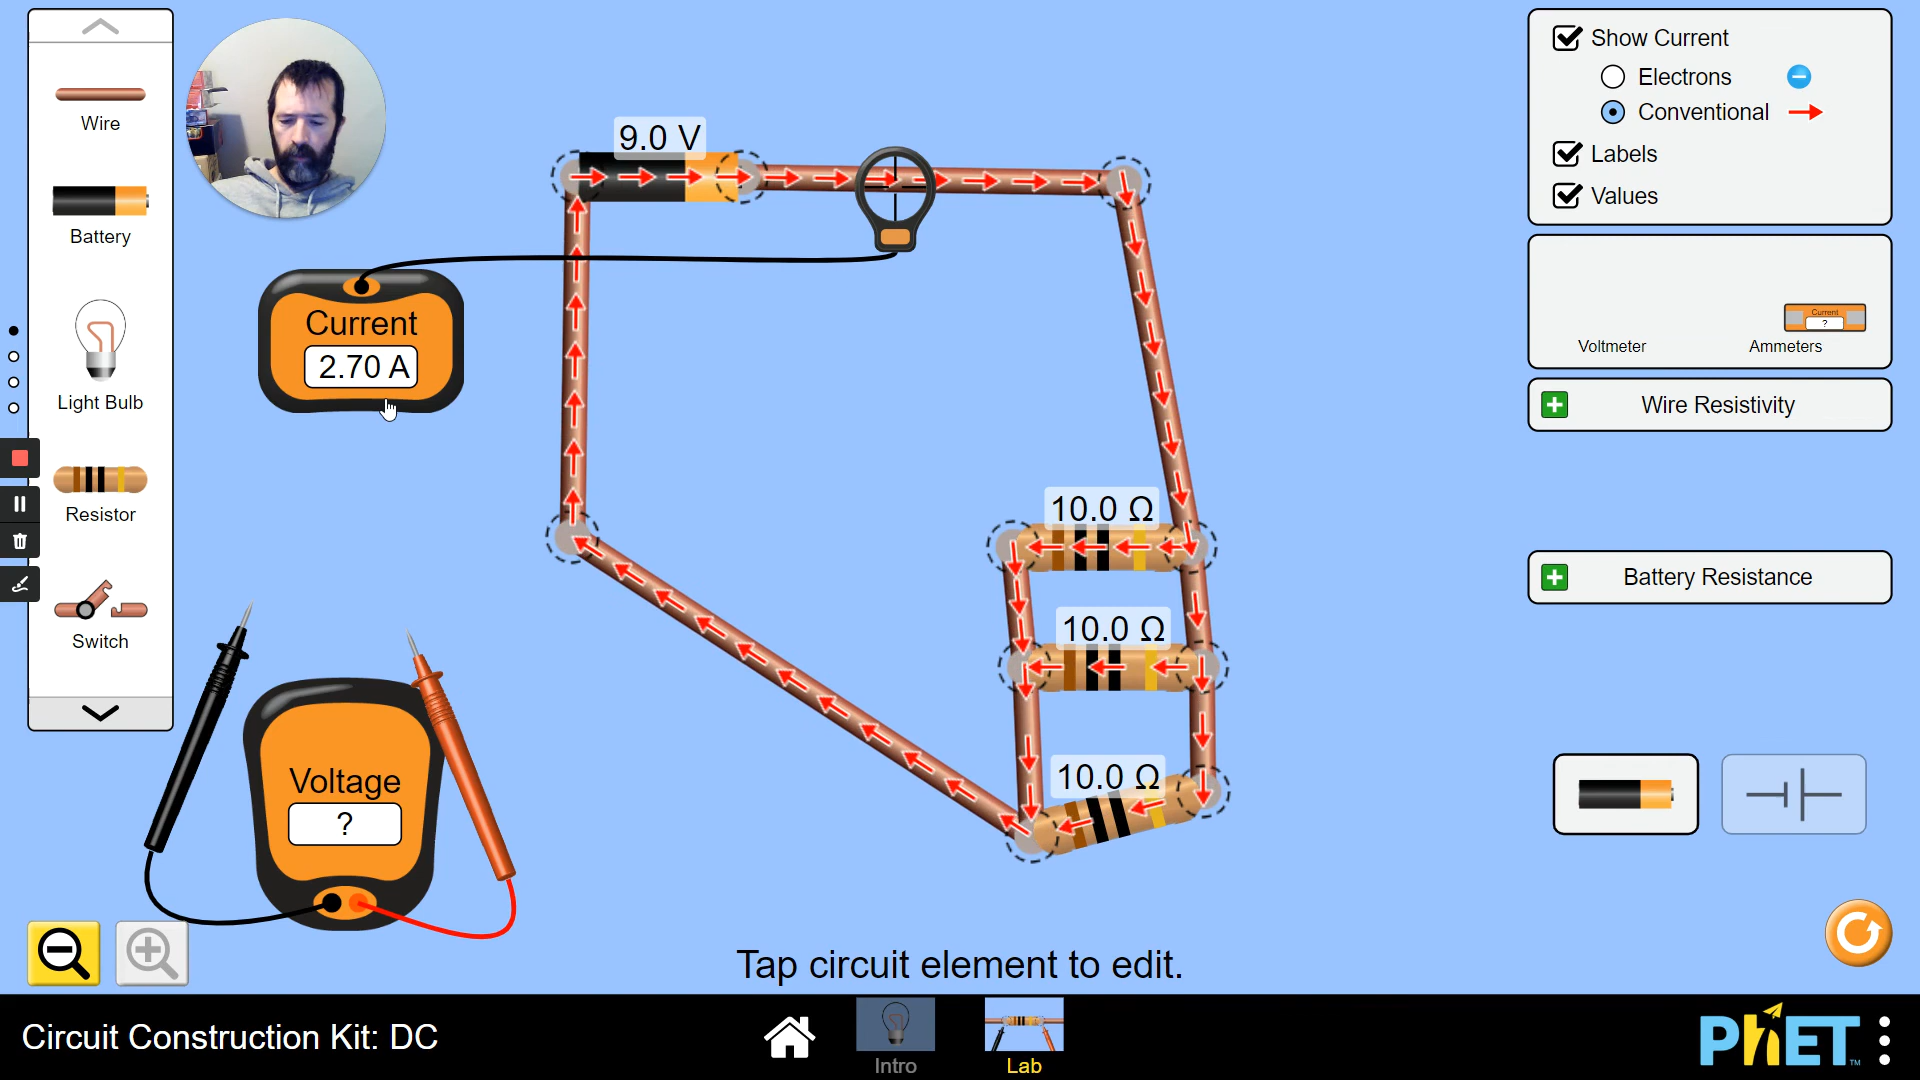 Wire
Battery
Light Bulb
Resistor
Switch
9.0 V
Current
2.70 A
10.0 Ω
10.0 Ω
10.0 Ω
Voltage
?
Show Current
Electrons
Conventional
Labels
Values
Current
?
Voltmeter
Ammeters
Wire Resistivity
Battery Resistance
Tap circuit element to edit.
Circuit Construction Kit: DC
Intro
Lab
PhET™